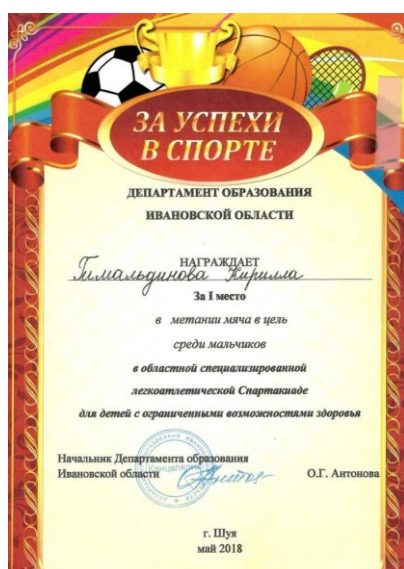 ЗА УСПЕХИ
В СПОРТЕ
ДЕПАРТАМЕНТ ОБРАЗОВАНИЯ
ИВАНОВСКОЙ ОБЛАСТИ
НАГРАЖДАЕТ
Гимальдинова Кирилла
За I место
в метании мяча в цель
среди мальчиков
в областной специализированной
легкоатлетической Спартакиаде
для детей с ограниченными возможностями здоровья
Начальник Департамента образования
Ивановской области О.Г. Антонова
Канцелярия
г. Шуя
май 2018